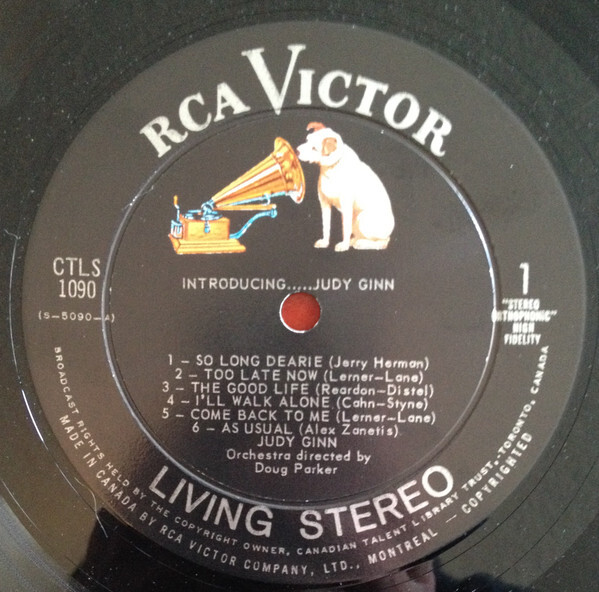 RCA VICTOR
CTLS
1090
(S-5090-A)
INTRODUCING.....JUDY GINN
1
"STEREO
ORTHOPHONIC"
HIGH
FIDELITY
1 – SO LONG DEARIE (Jerry Herman)
2 – TOO LATE NOW (Lerner–Lane)
3 – THE GOOD LIFE (Reardon–Distel)
4 – I'LL WALK ALONE (Cahn–Styne)
5 – COME BACK TO ME (Lerner–Lane)
6 – AS USUAL (Alex Zanetis)
JUDY GINN
Orchestra directed by
Doug Parker
LIVING STEREO
BROADCAST RIGHTS HELD BY THE COPYRIGHT OWNER, CANADIAN TALENT LIBRARY TRUST,-TORONTO, CANADA
MADE IN CANADA BY RCA VICTOR COMPANY, LTD., MONTREAL — COPYRIGHTED